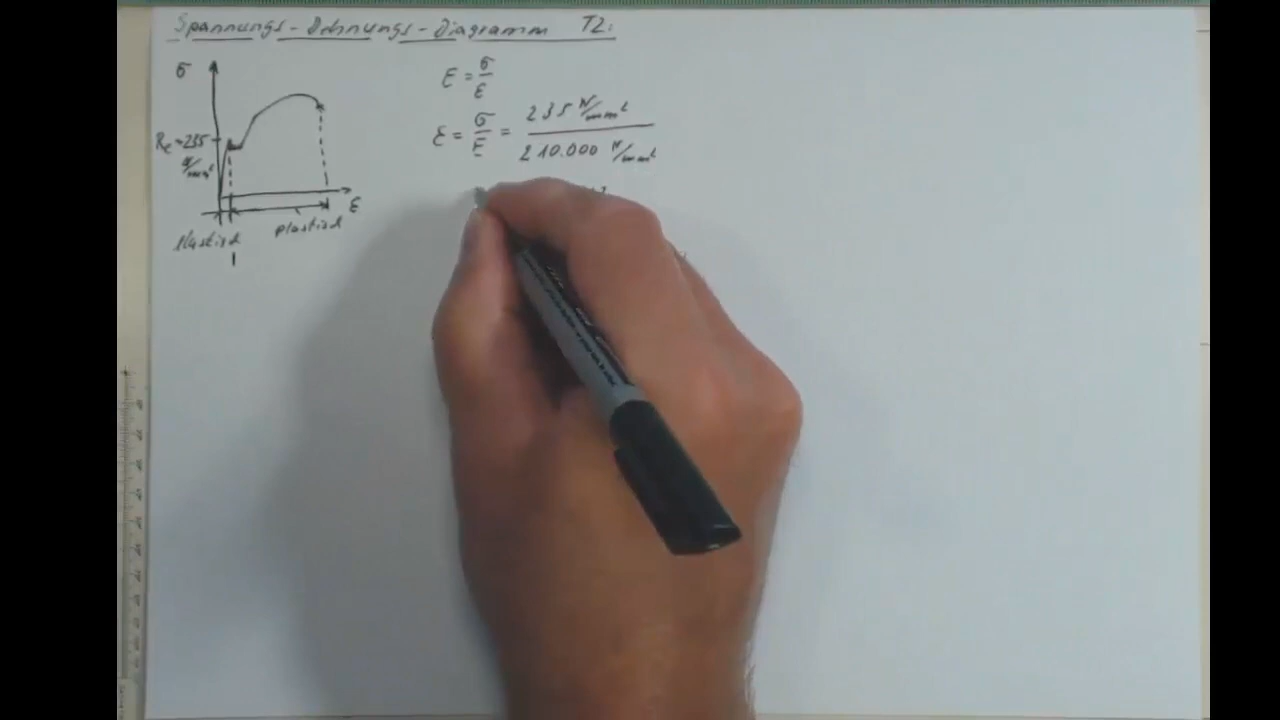 Spannungs-Dehnungs-Diagramm T2:
σ
E = σ/ε
ε = σ/E = 235 N/mm² / 210.000 N/mm²
Re = 235
N/mm²
ε
elastisch
plastisch